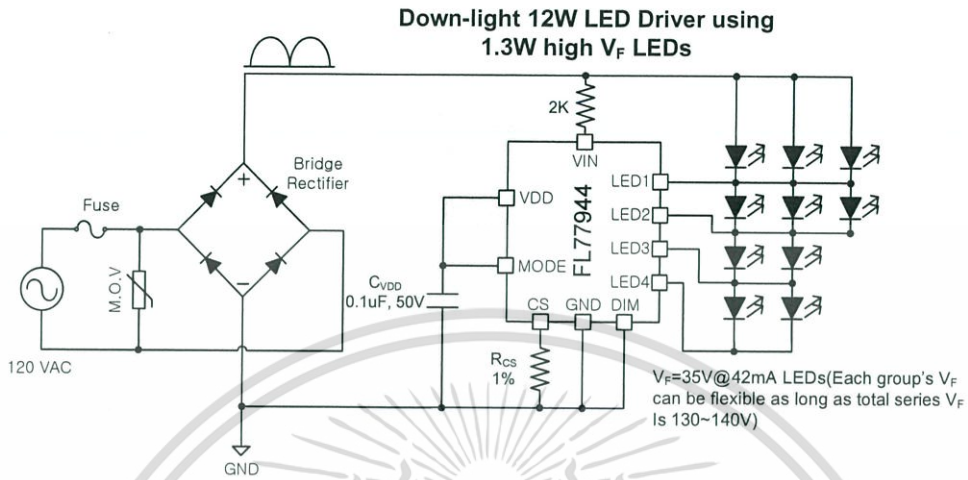 Down-light 12W LED Driver using
1.3W high VF LEDs
2K
Bridge
Rectifier
Fuse
M.O.V
120 VAC
VIN
VDD
MODE
FL77944
LED1
LED2
LED3
LED4
CS GND DIM
CVDD
0.1uF, 50V
RCS
1%
GND
VF=35V@42mA LEDs(Each group's VF
can be flexible as long as total series VF
Is 130~140V)